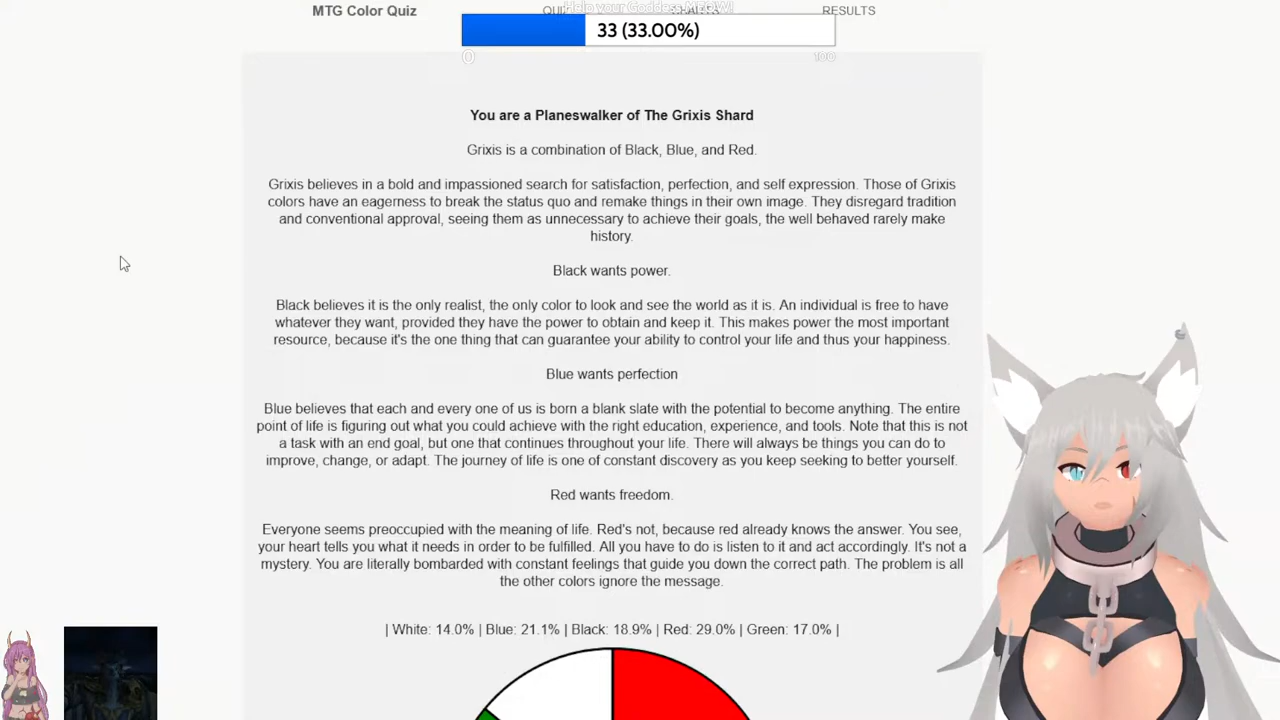 MTG Color Quiz
QUIZ
SHARDS
RESULTS
Help your Goddess MEOW!
33 (33.00%)
0
100
You are a Planeswalker of The Grixis Shard
Grixis is a combination of Black, Blue, and Red.
Grixis believes in a bold and impassioned search for satisfaction, perfection, and self expression. Those of Grixis
colors have an eagerness to break the status quo and remake things in their own image. They disregard tradition
and conventional approval, seeing them as unnecessary to achieve their goals, the well behaved rarely make
history.
Black wants power.
Black believes it is the only realist, the only color to look and see the world as it is. An individual is free to have
whatever they want, provided they have the power to obtain and keep it. This makes power the most important
resource, because it's the one thing that can guarantee your ability to control your life and thus your happiness.
Blue wants perfection
Blue believes that each and every one of us is born a blank slate with the potential to become anything. The entire
point of life is figuring out what you could achieve with the right education, experience, and tools. Note that this is not
a task with an end goal, but one that continues throughout your life. There will always be things you can do to
improve, change, or adapt. The journey of life is one of constant discovery as you keep seeking to better yourself.
Red wants freedom.
Everyone seems preoccupied with the meaning of life. Red's not, because red already knows the answer. You see,
your heart tells you what it needs in order to be fulfilled. All you have to do is listen to it and act accordingly. It's not a
mystery. You are literally bombarded with constant feelings that guide you down the correct path. The problem is all
the other colors ignore the message.
| White: 14.0% | Blue: 21.1% | Black: 18.9% | Red: 29.0% | Green: 17.0% |